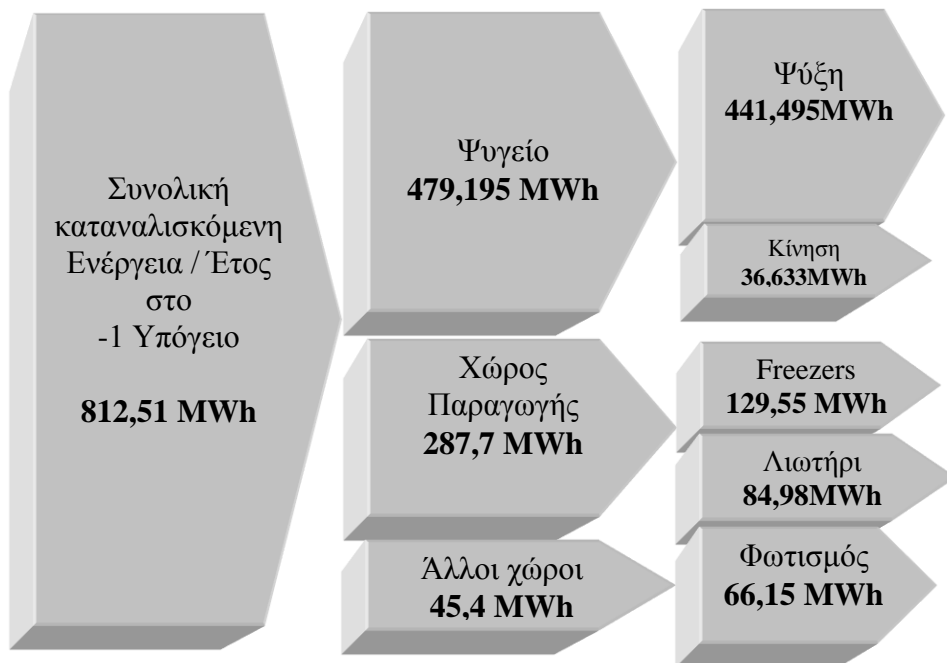 Συνολική
καταναλισκόμενη
Ενέργεια / Έτος
στο
-1 Υπόγειο
812,51 MWh
Ψυγείο
479,195 MWh
Χώρος
Παραγωγής
287,7 MWh
Άλλοι χώροι
45,4 MWh
Ψύξη
441,495MWh
Κίνηση
36,633MWh
Freezers
129,55 MWh
Λιωτήρι
84,98MWh
Φωτισμός
66,15 MWh